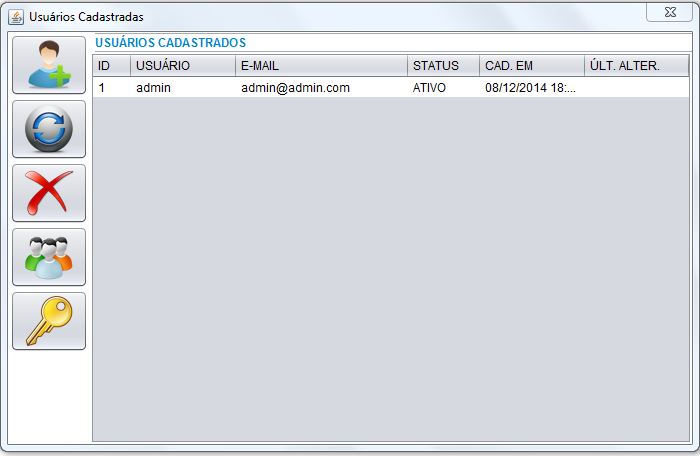 Usuários Cadastradas
USUÁRIOS CADASTRADOS
ID USUÁRIO E-MAIL STATUS CAD. EM ÚLT. ALTER.
1 admin admin@admin.com ATIVO 08/12/2014 18:...